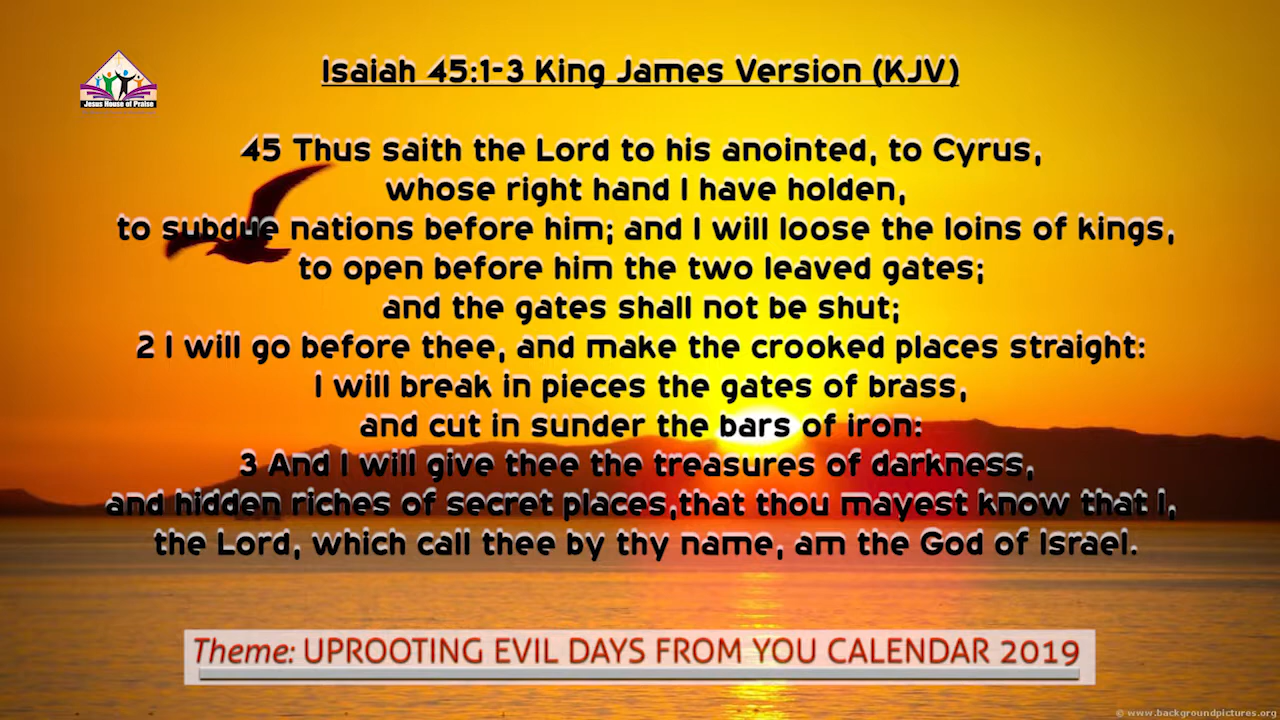 Isaiah 45:1-3 King James Version (KJV)
Jesus House of Praise
45 Thus saith the Lord to his anointed, to Cyrus,
whose right hand I have holden,
to subdue nations before him; and I will loose the loins of kings,
to open before him the two leaved gates;
and the gates shall not be shut;
2 I will go before thee, and make the crooked places straight:
I will break in pieces the gates of brass,
and cut in sunder the bars of iron:
3 And I will give thee the treasures of darkness,
and hidden riches of secret places,that thou mayest know that I,
the Lord, which call thee by thy name, am the God of Israel.
Theme: UPROOTING EVIL DAYS FROM YOU CALENDAR 2019
© www.backgroundpictures.org